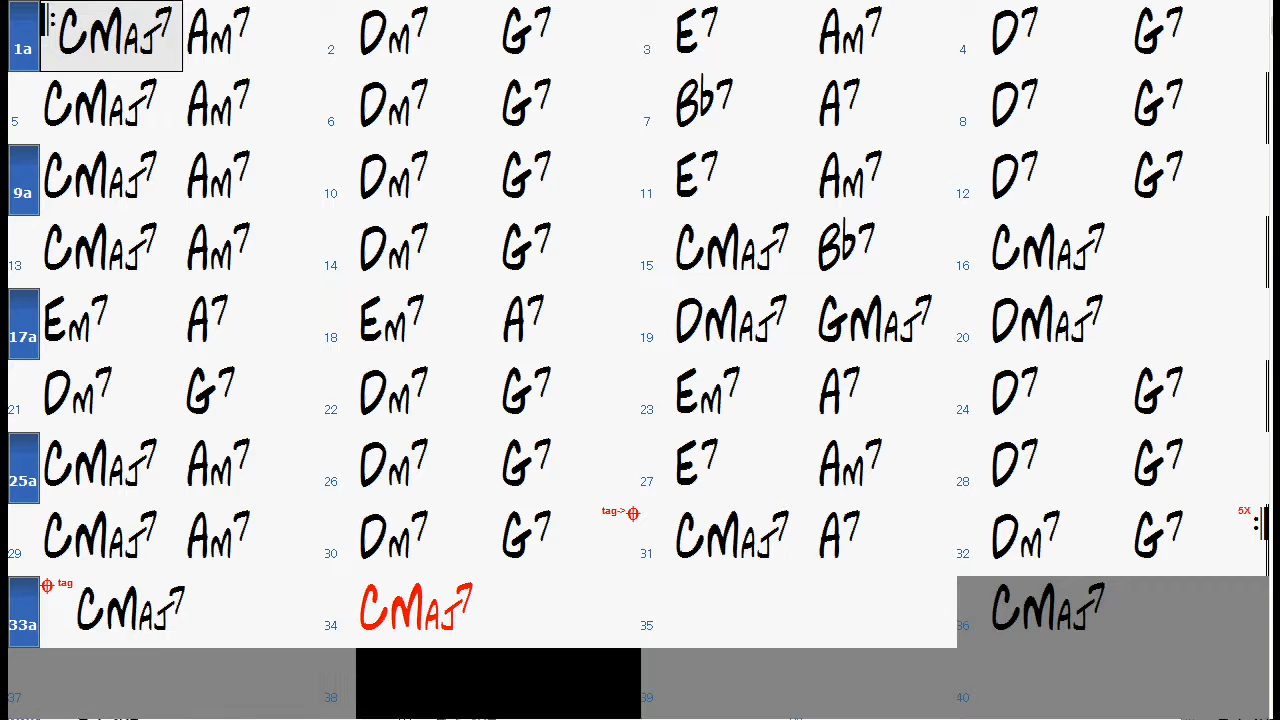 1a CMAJ7 Am7 2 Dm7 G7 3 E7 Am7 4 D7 G7
5 CMAJ7 Am7 6 Dm7 G7 7 Bb7 A7 8 D7 G7
9a CMAJ7 Am7 10 Dm7 G7 11 E7 Am7 12 D7 G7
13 CMAJ7 Am7 14 Dm7 G7 15 CMAJ7 Bb7 16 CMAJ7
17a Em7 A7 18 Em7 A7 19 DMAJ7 GMAJ7 20 DMAJ7
21 Dm7 G7 22 Dm7 G7 23 Em7 A7 24 D7 G7
25a CMAJ7 Am7 26 Dm7 G7 27 E7 Am7 28 D7 G7
tag-> 5X
29 CMAJ7 Am7 30 Dm7 G7 31 CMAJ7 A7 32 Dm7 G7
tag
33a CMAJ7 34 CMAJ7 35 36 CMAJ7
37 38 39 40